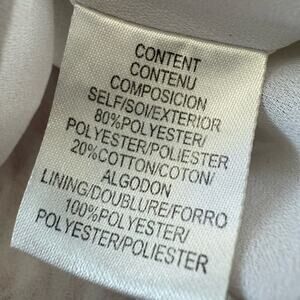 CONTENT
CONTENU
COMPOSICION
SELF/SOI/EXTERIOR
80%POLYESTER/
POLYESTER/POLIESTER
20%COTTON/COTON/
ALGODON
LINING/DOUBLURE/FORRO
100%POLYESTER/
POLYESTER/POLIESTER